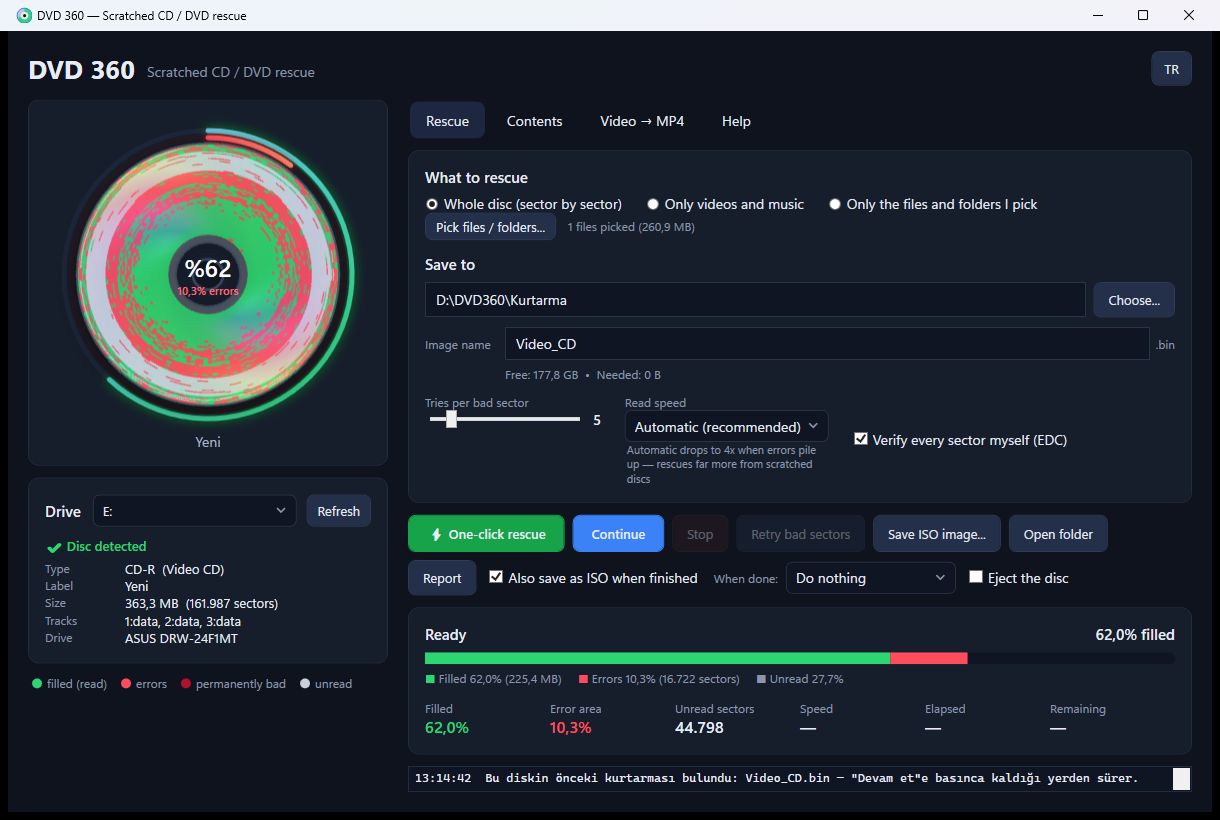 DVD 360 — Scratched CD / DVD rescue
DVD 360 Scratched CD / DVD rescue
TR
%62
10,3% errors
Yeni
Drive E: Refresh
Disc detected
Type CD-R (Video CD)
Label Yeni
Size 363,3 MB (161.987 sectors)
Tracks 1:data, 2:data, 3:data
Drive ASUS DRW-24F1MT
filled (read) errors permanently bad unread
Rescue Contents Video → MP4 Help
What to rescue
Whole disc (sector by sector) Only videos and music Only the files and folders I pick
Pick files / folders... 1 files picked (260,9 MB)
Save to
D:\DVD360\Kurtarma Choose...
Image name Video_CD .bin
Free: 177,8 GB • Needed: 0 B
Tries per bad sector Read speed
5 Automatic (recommended) Verify every sector myself (EDC)
Automatic drops to 4x when errors pile
up — rescues far more from scratched
discs
One-click rescue Continue Stop Retry bad sectors Save ISO image... Open folder
Report Also save as ISO when finished When done: Do nothing Eject the disc
Ready 62,0% filled
Filled 62,0% (225,4 MB) Errors 10,3% (16.722 sectors) Unread 27,7%
Filled Error area Unread sectors Speed Elapsed Remaining
62,0% 10,3% 44.798 — — —
13:14:42 Bu diskin önceki kurtarması bulundu: Video_CD.bin — "Devam et"e basınca kaldığı yerden sürer.